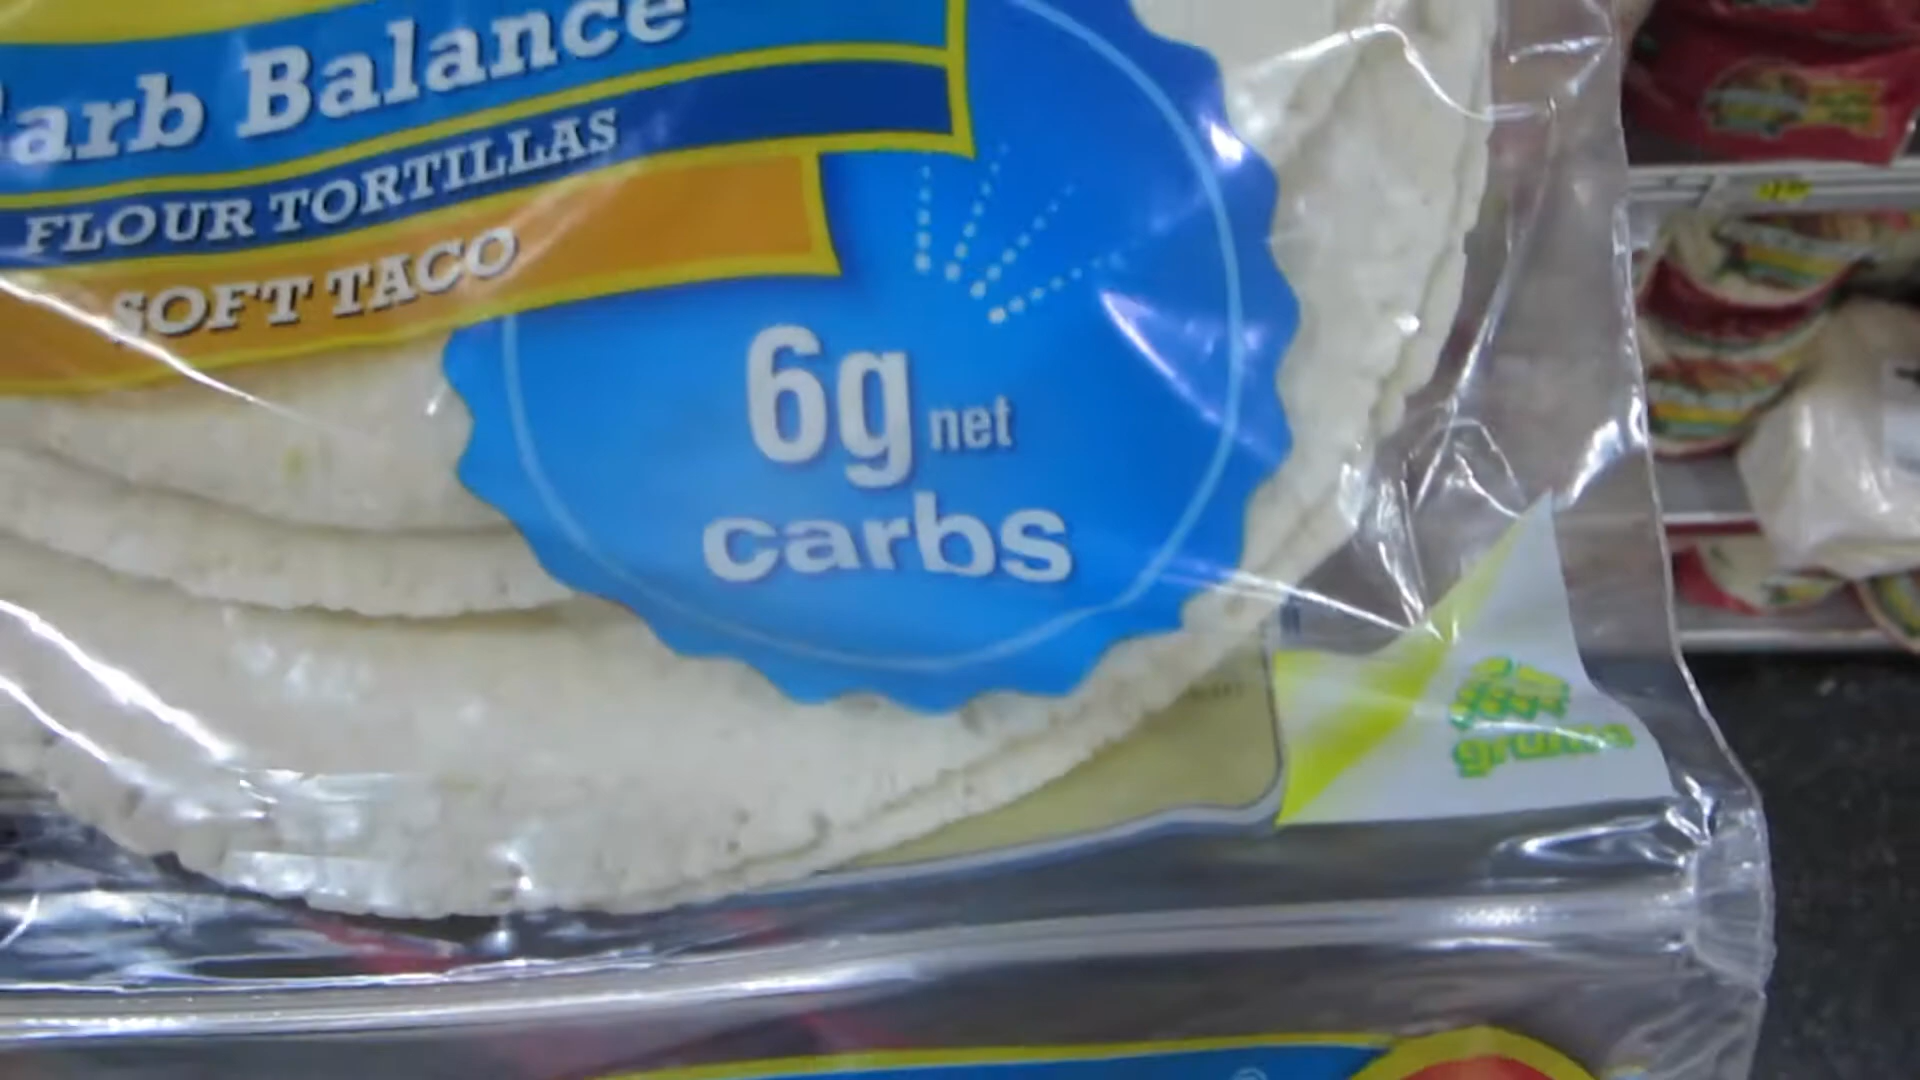 arb Balance
FLOUR TORTILLAS
SOFT TACO
6g net
carbs